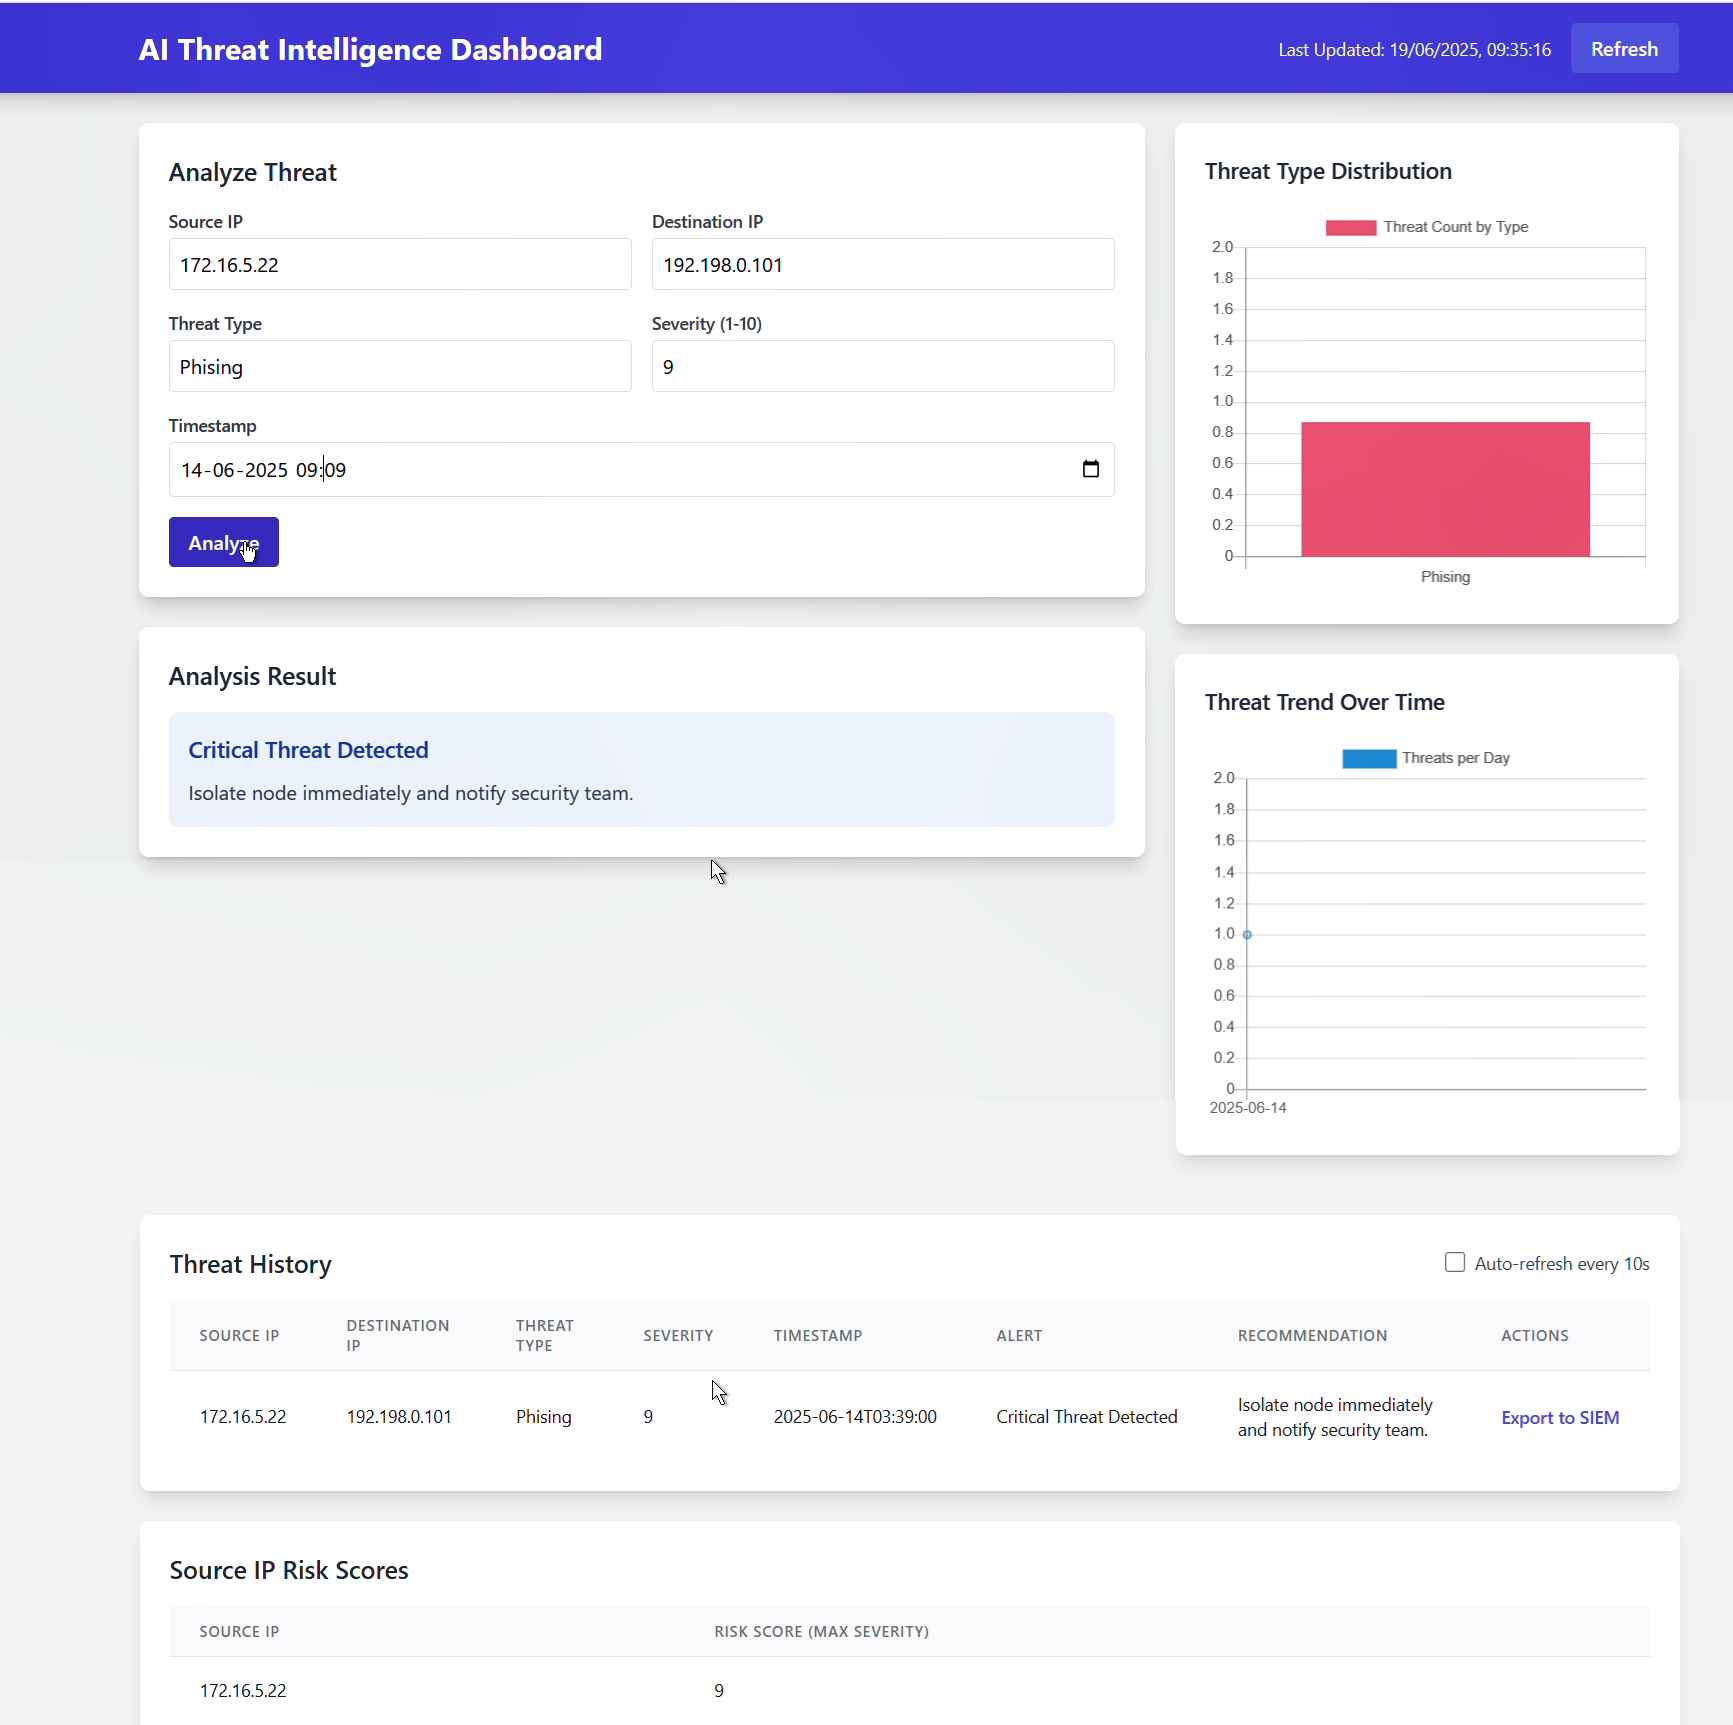 AI Threat Intelligence Dashboard
Last Updated: 19/06/2025, 09:35:16
Refresh
Analyze Threat
Source IP
Destination IP
172.16.5.22
192.198.0.101
Threat Type
Severity (1-10)
Phising
9
Timestamp
14-06-2025 09:09
Analyze
Analysis Result
Critical Threat Detected
Isolate node immediately and notify security team.
Threat Type Distribution
Threat Count by Type
2.0
1.8
1.6
1.4
1.2
1.0
0.8
0.6
0.4
0.2
0
Phising
Threat Trend Over Time
Threats per Day
2.0
1.8
1.6
1.4
1.2
1.0
0.8
0.6
0.4
0.2
0
2025-06-14
Threat History
Auto-refresh every 10s
SOURCE IP
DESTINATION
IP
THREAT
TYPE
SEVERITY
TIMESTAMP
ALERT
RECOMMENDATION
ACTIONS
172.16.5.22
192.198.0.101
Phising
9
2025-06-14T03:39:00
Critical Threat Detected
Isolate node immediately
and notify security team.
Export to SIEM
Source IP Risk Scores
SOURCE IP
RISK SCORE (MAX SEVERITY)
172.16.5.22
9